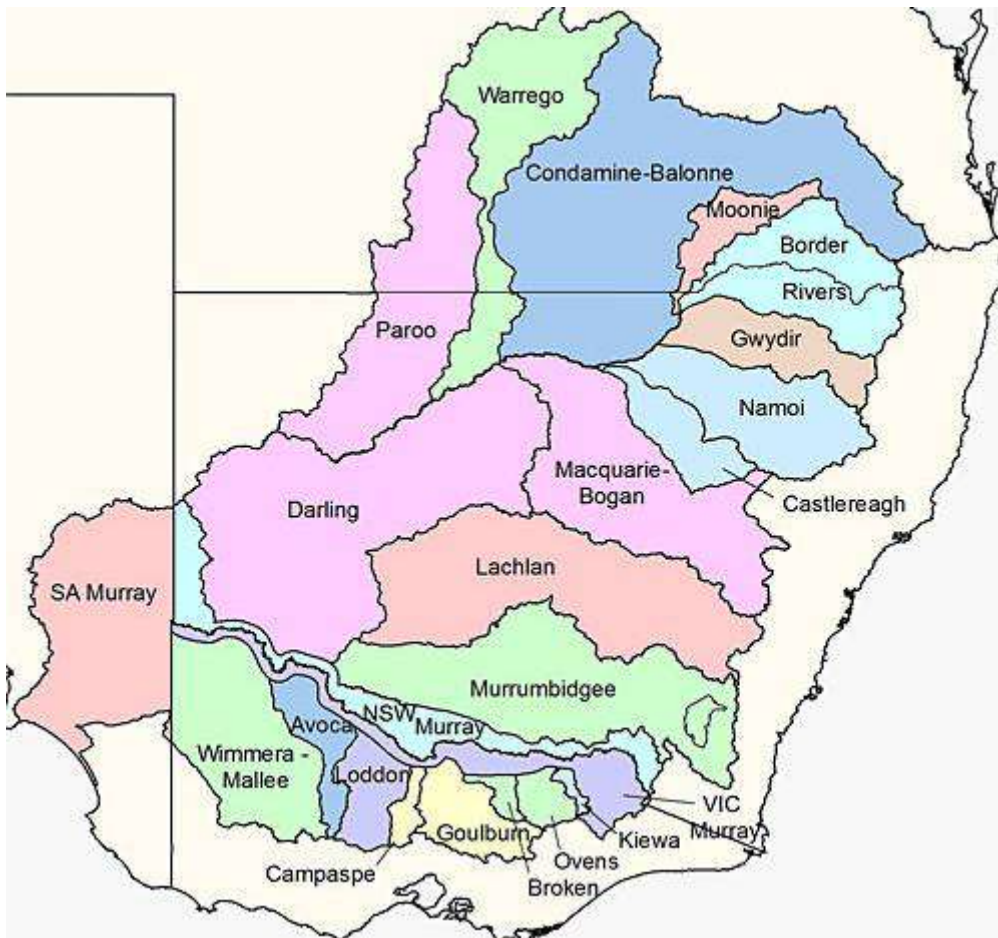 Warrego
Condamine-Balonne
Moonie
Border
Rivers
Paroo
Gwydir
Namoi
Macquarie-
Bogan
Castlereagh
Darling
Lachlan
SA Murray
Murrumbidgee
NSW
Murray
Avoca
Wimmera -
Mallee
Loddon
VIC
Murray
Goulburn
Kiewa
Ovens
Campaspe
Broken